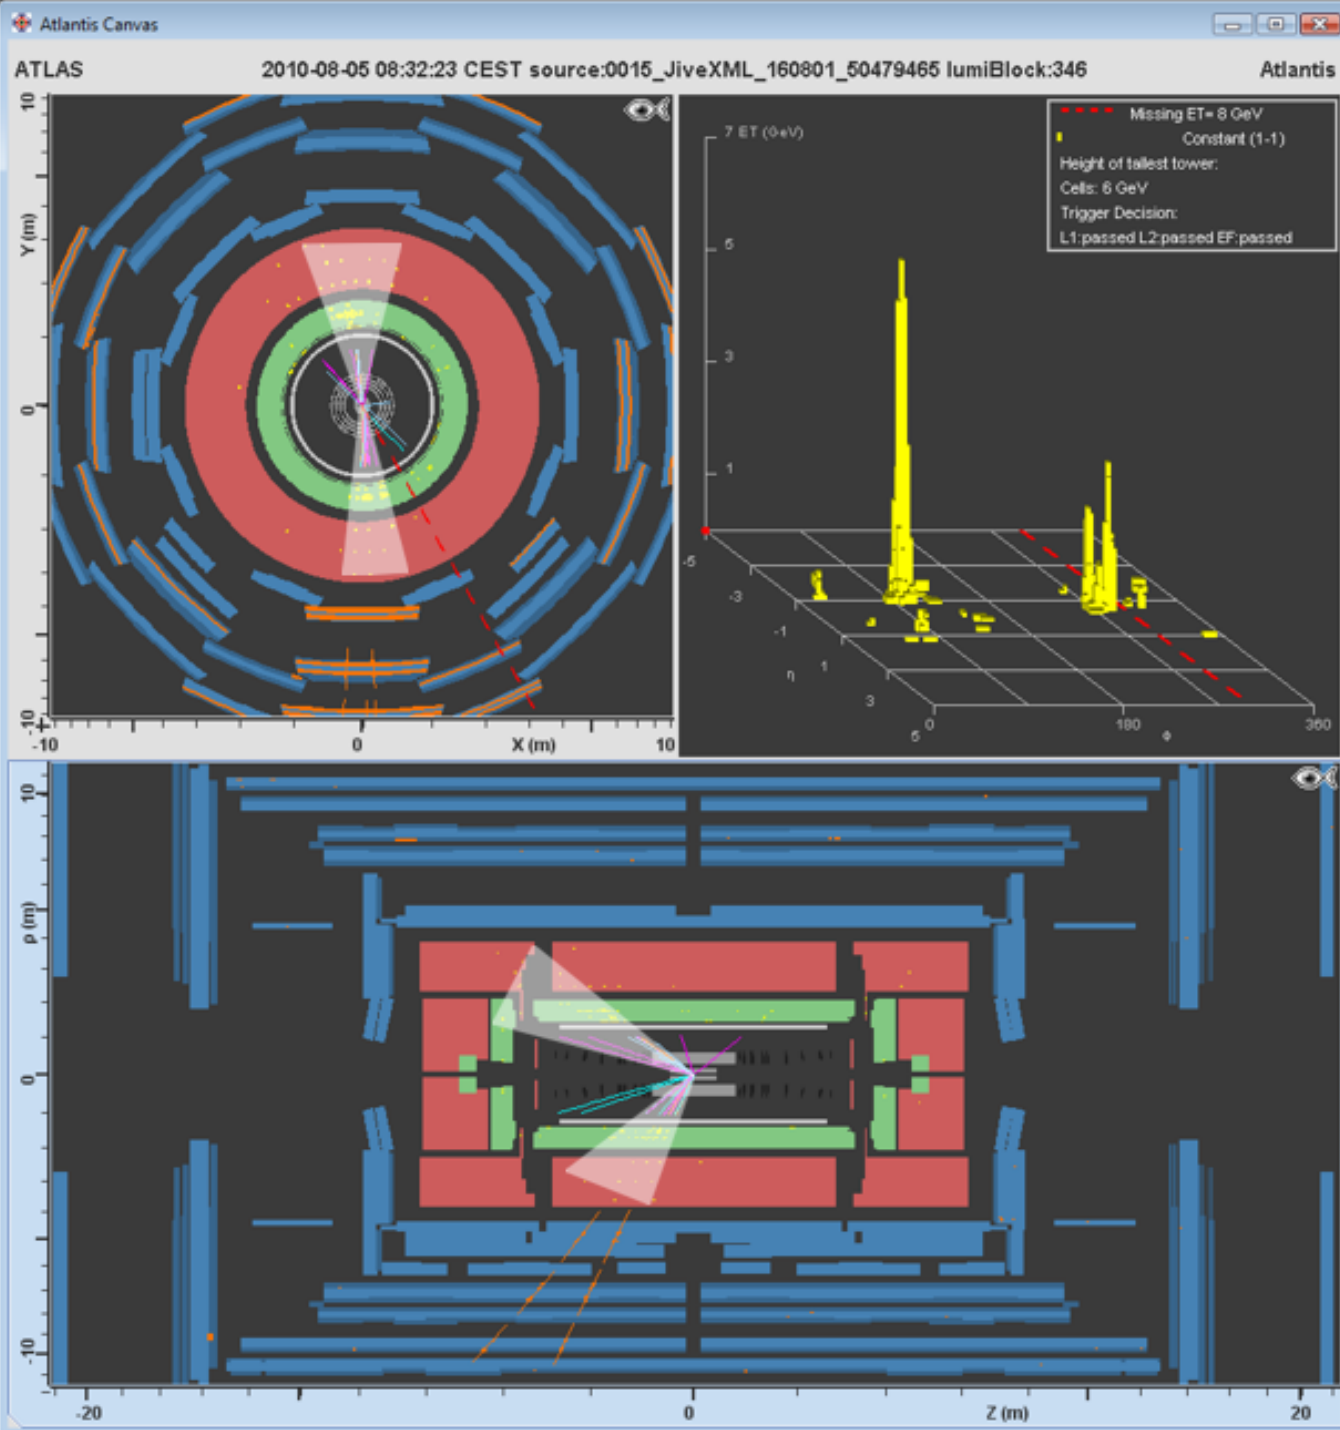 Atlantis Canvas
ATLAS 2010-08-05 08:32:23 CEST source:0015_JiveXML_160801_50479465 lumiBlock:346 Atlantis
10
Y (m)
0
-10
-10 0 X (m) 10
Missing ET= 8 GeV
Constant (1-1)
Height of tallest tower:
Cells: 6 GeV
Trigger Decision:
L1:passed L2:passed EF:passed
7 ET (GeV)
5
3
1
-5
-3
-1
η 1
3
5 0 180 Φ 360
10
ρ (m)
0
-10
-20 0 Z (m) 20